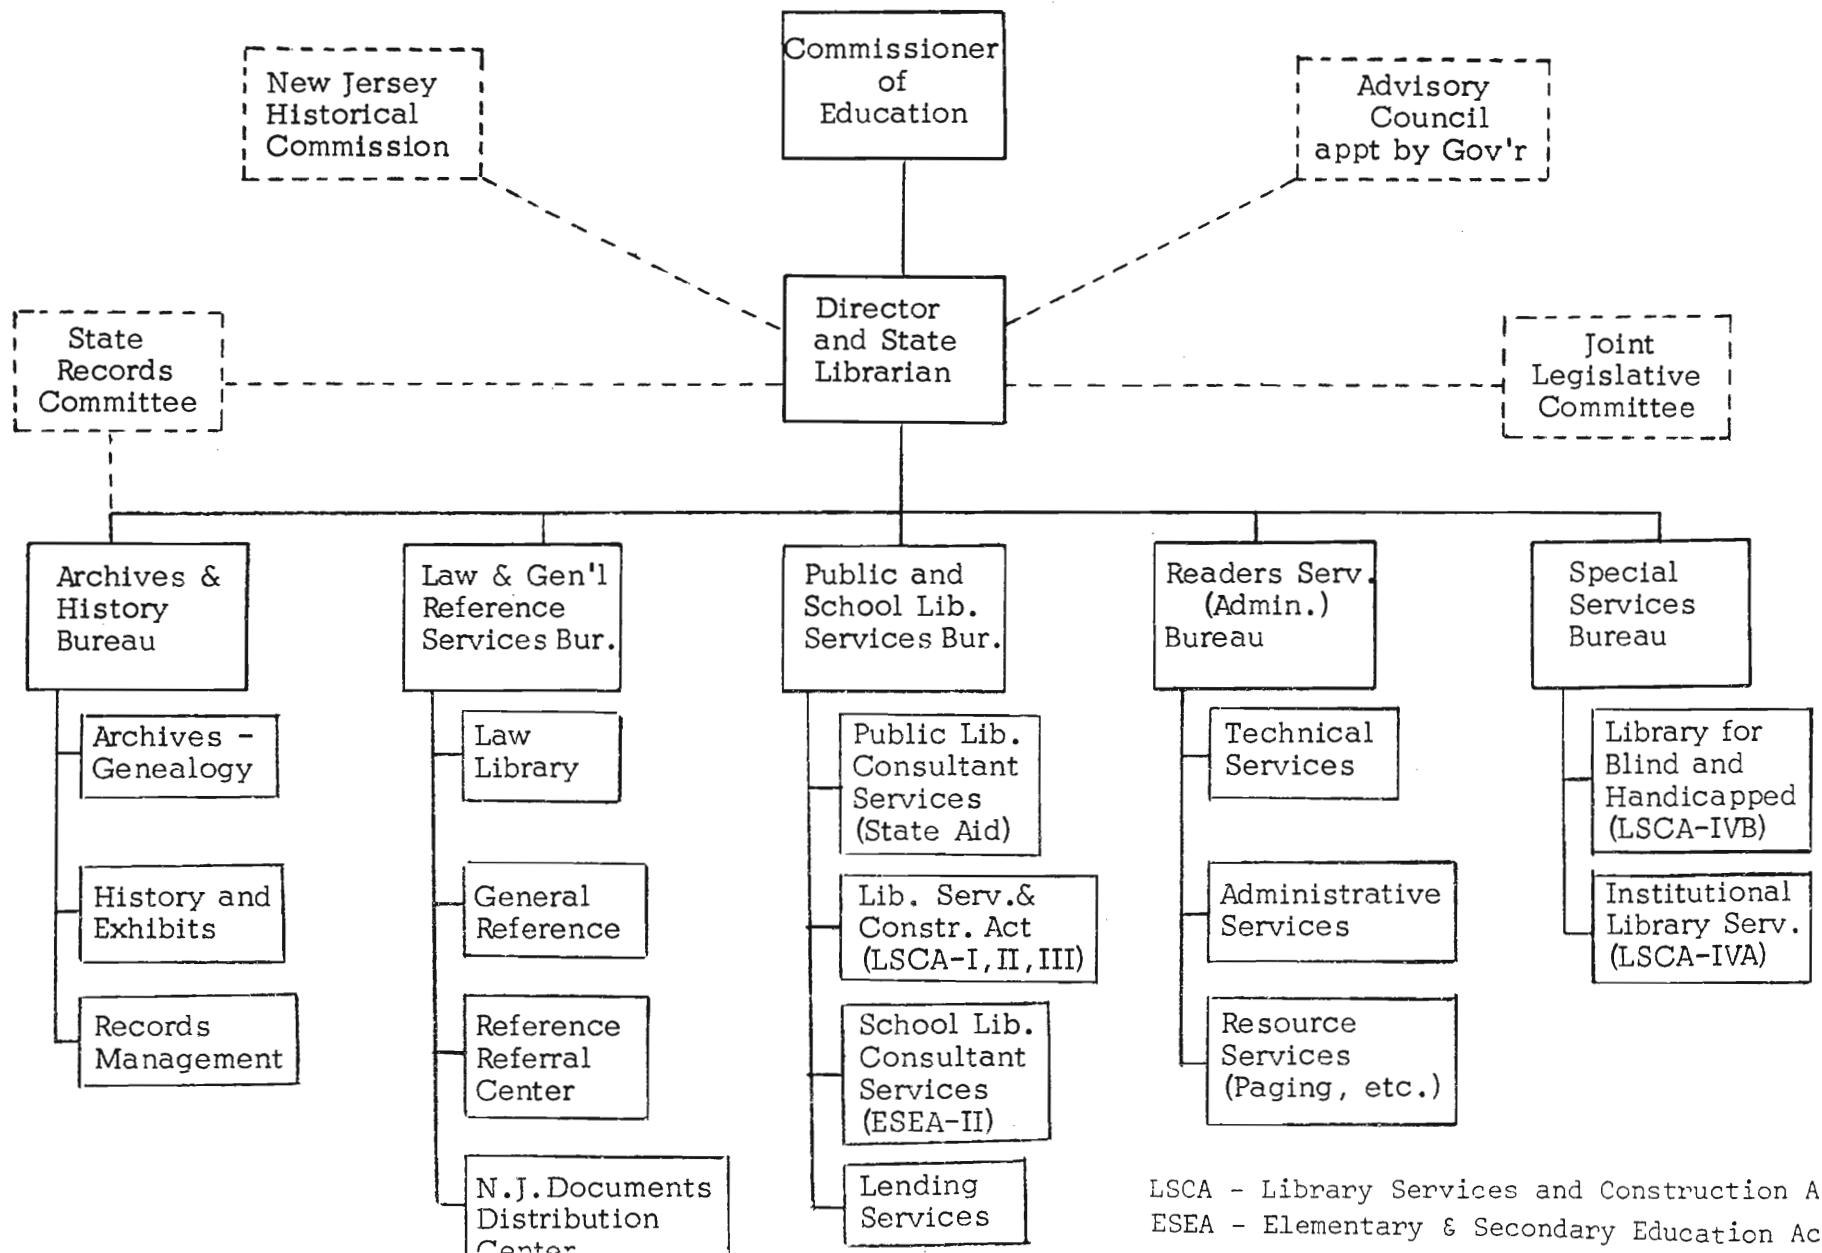 Commissioner
of
Education
New Jersey
Historical
Commission
Advisory
Council
appt by Gov'r
Director
and State
Librarian
State
Records
Committee
Joint
Legislative
Committee
Archives &
History
Bureau
Archives -
Genealogy
History and
Exhibits
Records
Management
Law & Gen'l
Reference
Services Bur.
Law
Library
General
Reference
Reference
Referral
Center
N.J. Documents
Distribution
Center
Public and
School Lib.
Services Bur.
Public Lib.
Consultant
Services
(State Aid)
Lib. Serv.&
Constr. Act
(LSCA-I, II, III)
School Lib.
Consultant
Services
(ESEA-II)
Lending
Services
Readers Serv.
(Admin.)
Bureau
Technical
Services
Administrative
Services
Resource
Services
(Paging, etc.)
Special
Services
Bureau
Library for
Blind and
Handicapped
(LSCA-IVB)
Institutional
Library Serv.
(LSCA-IVA)
LSCA - Library Services and Construction A
ESEA - Elementary & Secondary Education Ac